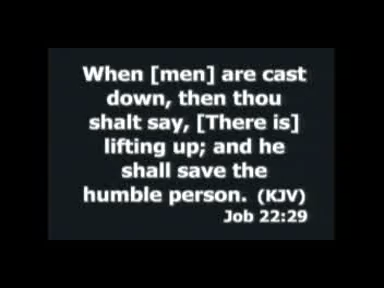 When [men] are cast
down, then thou
shalt say, [There is]
lifting up; and he
shall save the
humble person. (KJV)
Job 22:29